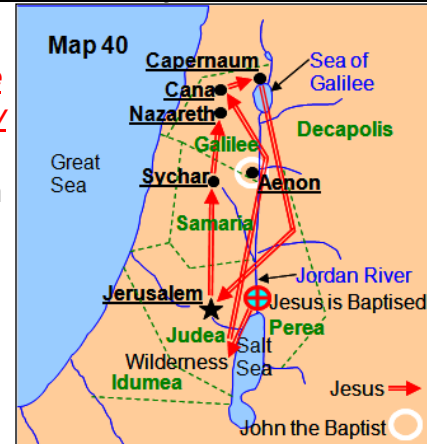 Map 40
Capernaum
Sea of
Galilee
Cana
Nazareth
Decapolis
Galilee
Great
Sea
Sychar
Aenon
Samaria
Jordan River
Jerusalem
Jesus is Baptised
Judea
Perea
Wilderness
Salt
Sea
Idumea
Jesus
John the Baptist